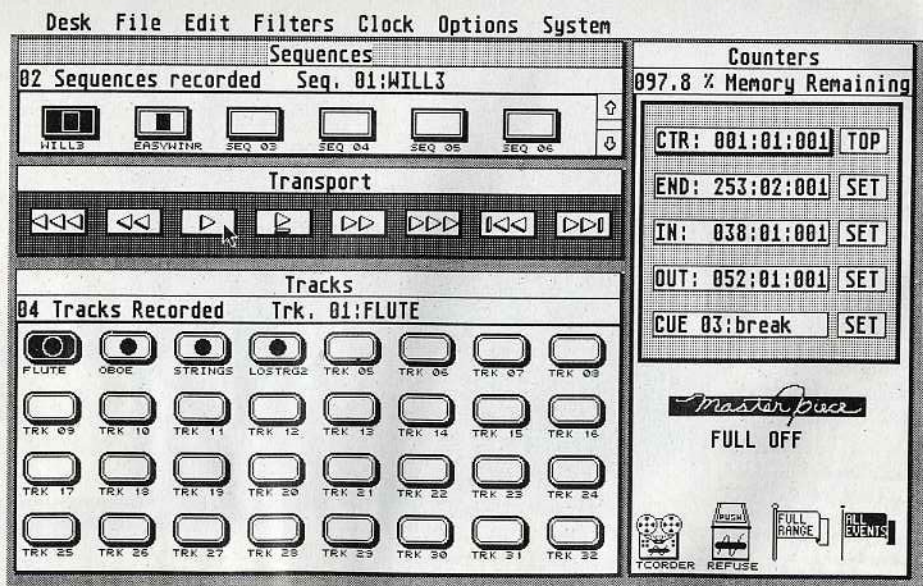 Desk File Edit Filters Clock Options System
Sequences
02 Sequences recorded Seq. 01:WILL3
WILL3 EASYWINR SEQ 03 SEQ 04 SEQ 05 SEQ 06
Transport
Tracks
04 Tracks Recorded Trk. 01:FLUTE
FLUTE OBOE STRINGS LOSTRG2 TRK 05 TRK 06 TRK 07 TRK 08
TRK 09 TRK 10 TRK 11 TRK 12 TRK 13 TRK 14 TRK 15 TRK 16
TRK 17 TRK 18 TRK 19 TRK 20 TRK 21 TRK 22 TRK 23 TRK 24
TRK 25 TRK 26 TRK 27 TRK 28 TRK 29 TRK 30 TRK 31 TRK 32
Counters
097.8 % Memory Remaining
CTR: 001:01:001 TOP
END: 253:02:001 SET
IN: 038:01:001 SET
OUT: 052:01:001 SET
CUE 03:break SET
Master Piece
FULL OFF
TCORDER
PUSH
REFUSE
FULL
RANGE
ALL
EVENTS